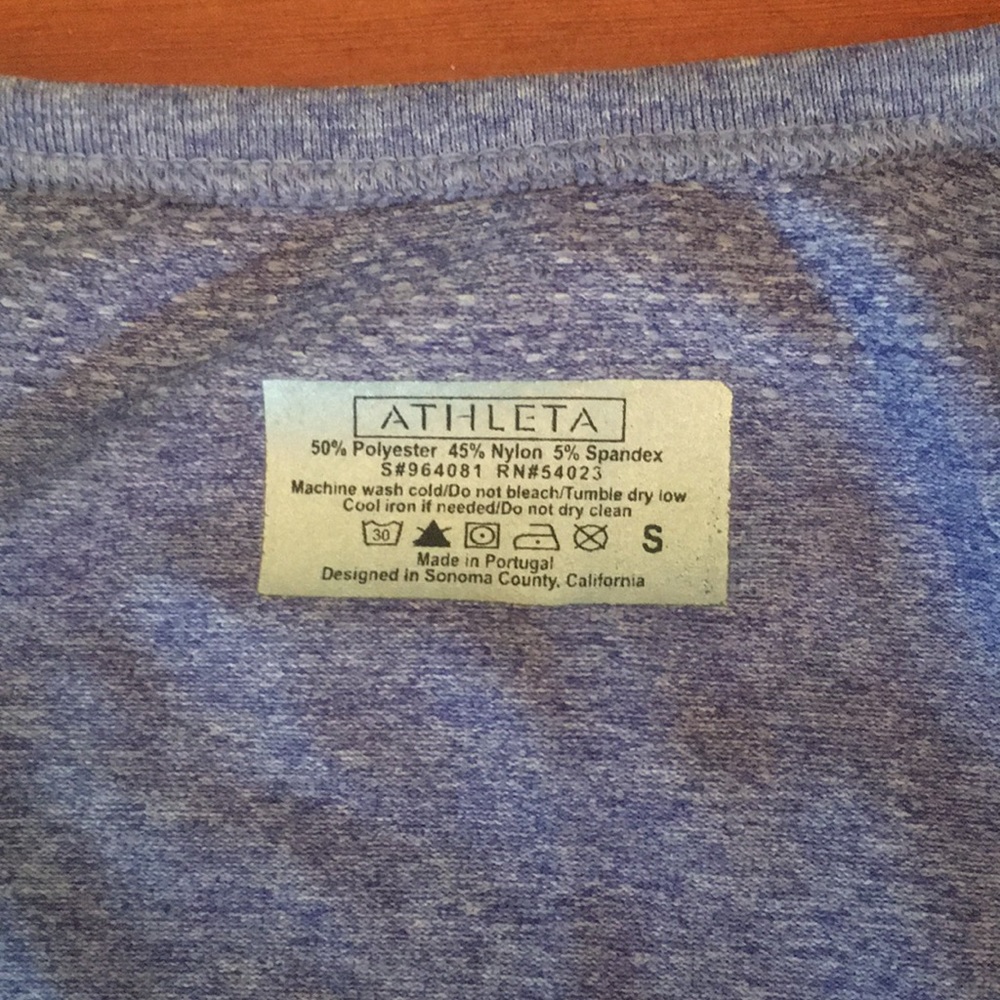 ATHLETA
50% Polyester 45% Nylon 5% Spandex
S#964081 RN#54023
Machine wash cold/Do not bleach/Tumble dry low
Cool iron if needed/Do not dry clean
30 S
Made in Portugal
Designed in Sonoma County, California